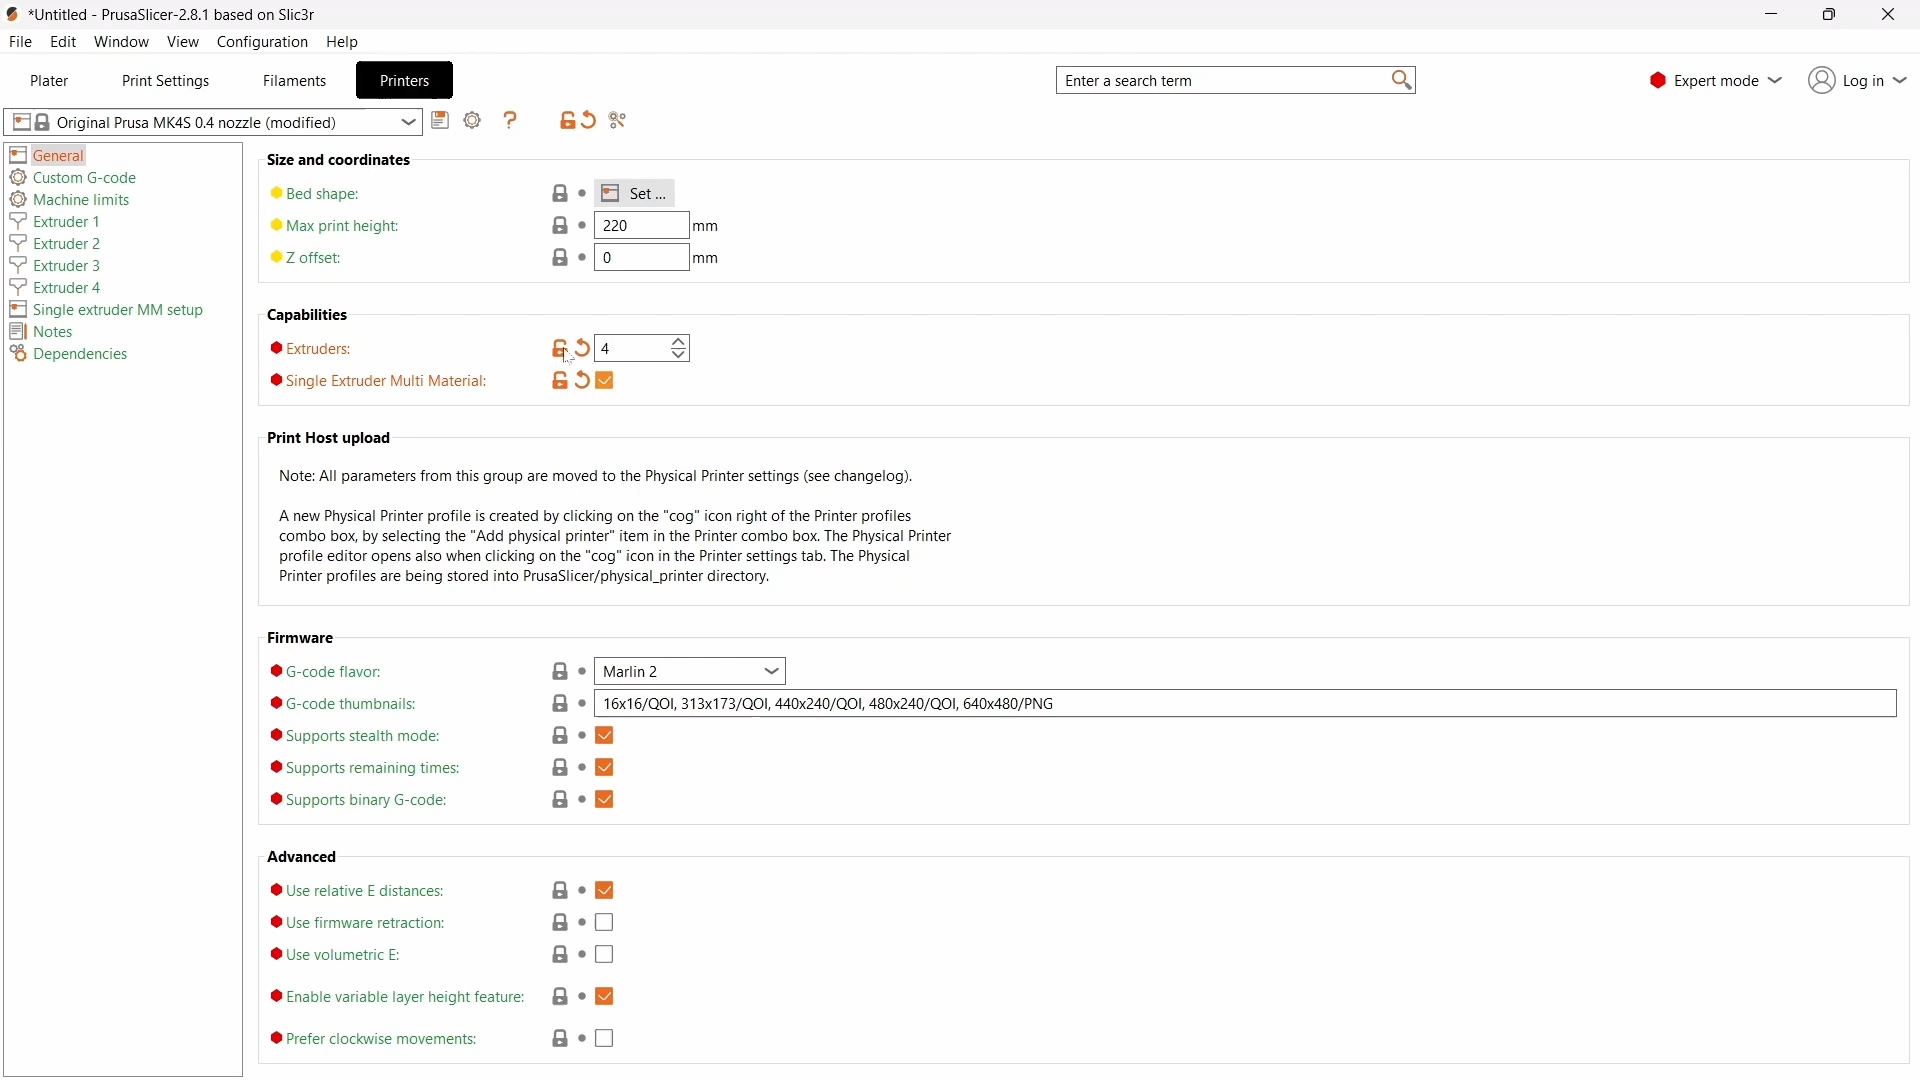 *Untitled - PrusaSlicer-2.8.1 based on Slic3r
File Edit Window View Configuration Help
Plater Print Settings Filaments Printers Enter a search term Expert mode Log in
Original Prusa MK4S 0.4 nozzle (modified) ?
General
Custom G-code
Machine limits
Extruder 1
Extruder 2
Extruder 3
Extruder 4
Single extruder MM setup
Notes
Dependencies
Size and coordinates
Bed shape: Set ...
Max print height: 220 mm
Z offset: 0 mm
Capabilities
Extruders: 4
Single Extruder Multi Material:
Print Host upload
Note: All parameters from this group are moved to the Physical Printer settings (see changelog).
A new Physical Printer profile is created by clicking on the "cog" icon right of the Printer profiles
combo box, by selecting the "Add physical printer" item in the Printer combo box. The Physical Printer
profile editor opens also when clicking on the "cog" icon in the Printer settings tab. The Physical
Printer profiles are being stored into PrusaSlicer/physical_printer directory.
Firmware
G-code flavor: Marlin 2
G-code thumbnails: 16x16/QOI, 313x173/QOI, 440x240/QOI, 480x240/QOI, 640x480/PNG
Supports stealth mode:
Supports remaining times:
Supports binary G-code:
Advanced
Use relative E distances:
Use firmware retraction:
Use volumetric E:
Enable variable layer height feature:
Prefer clockwise movements: